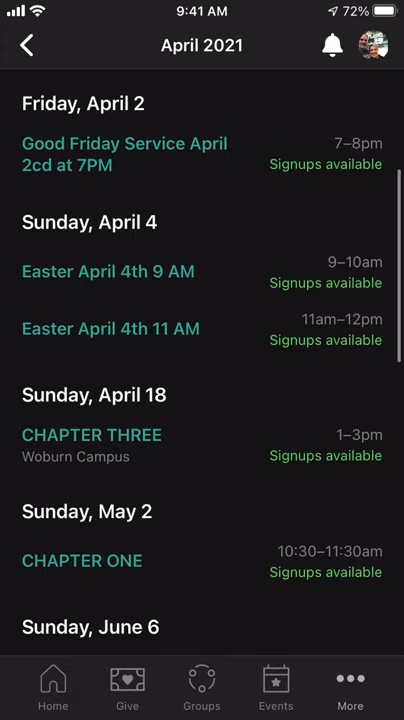 9:41 AM
72%
April 2021
Friday, April 2
Good Friday Service April
2cd at 7PM
7–8pm
Signups available
Sunday, April 4
Easter April 4th 9 AM
9–10am
Signups available
Easter April 4th 11 AM
11am–12pm
Signups available
Sunday, April 18
CHAPTER THREE
Woburn Campus
1–3pm
Signups available
Sunday, May 2
CHAPTER ONE
10:30–11:30am
Signups available
Sunday, June 6
Home
Give
Groups
Events
More